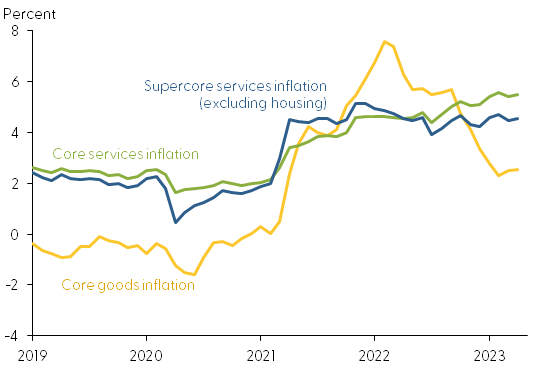 Percent
8
6
4
2
0
-2
-4
Supercore services inflation
(excluding housing)
Core services inflation
Core goods inflation
2019 2020 2021 2022 2023